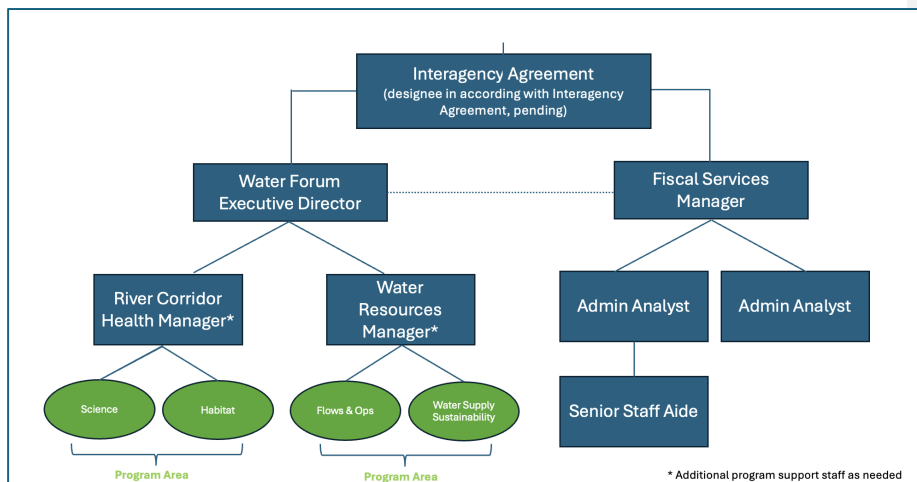 Interagency Agreement
(designee in according with Interagency
Agreement, pending)
Water Forum
Executive Director
Fiscal Services
Manager
River Corridor
Health Manager*
Water
Resources
Manager*
Admin Analyst
Admin Analyst
Science
Habitat
Flows & Ops
Water Supply
Sustainability
Senior Staff Aide
Program Area
Program Area
* Additional program support staff as needed